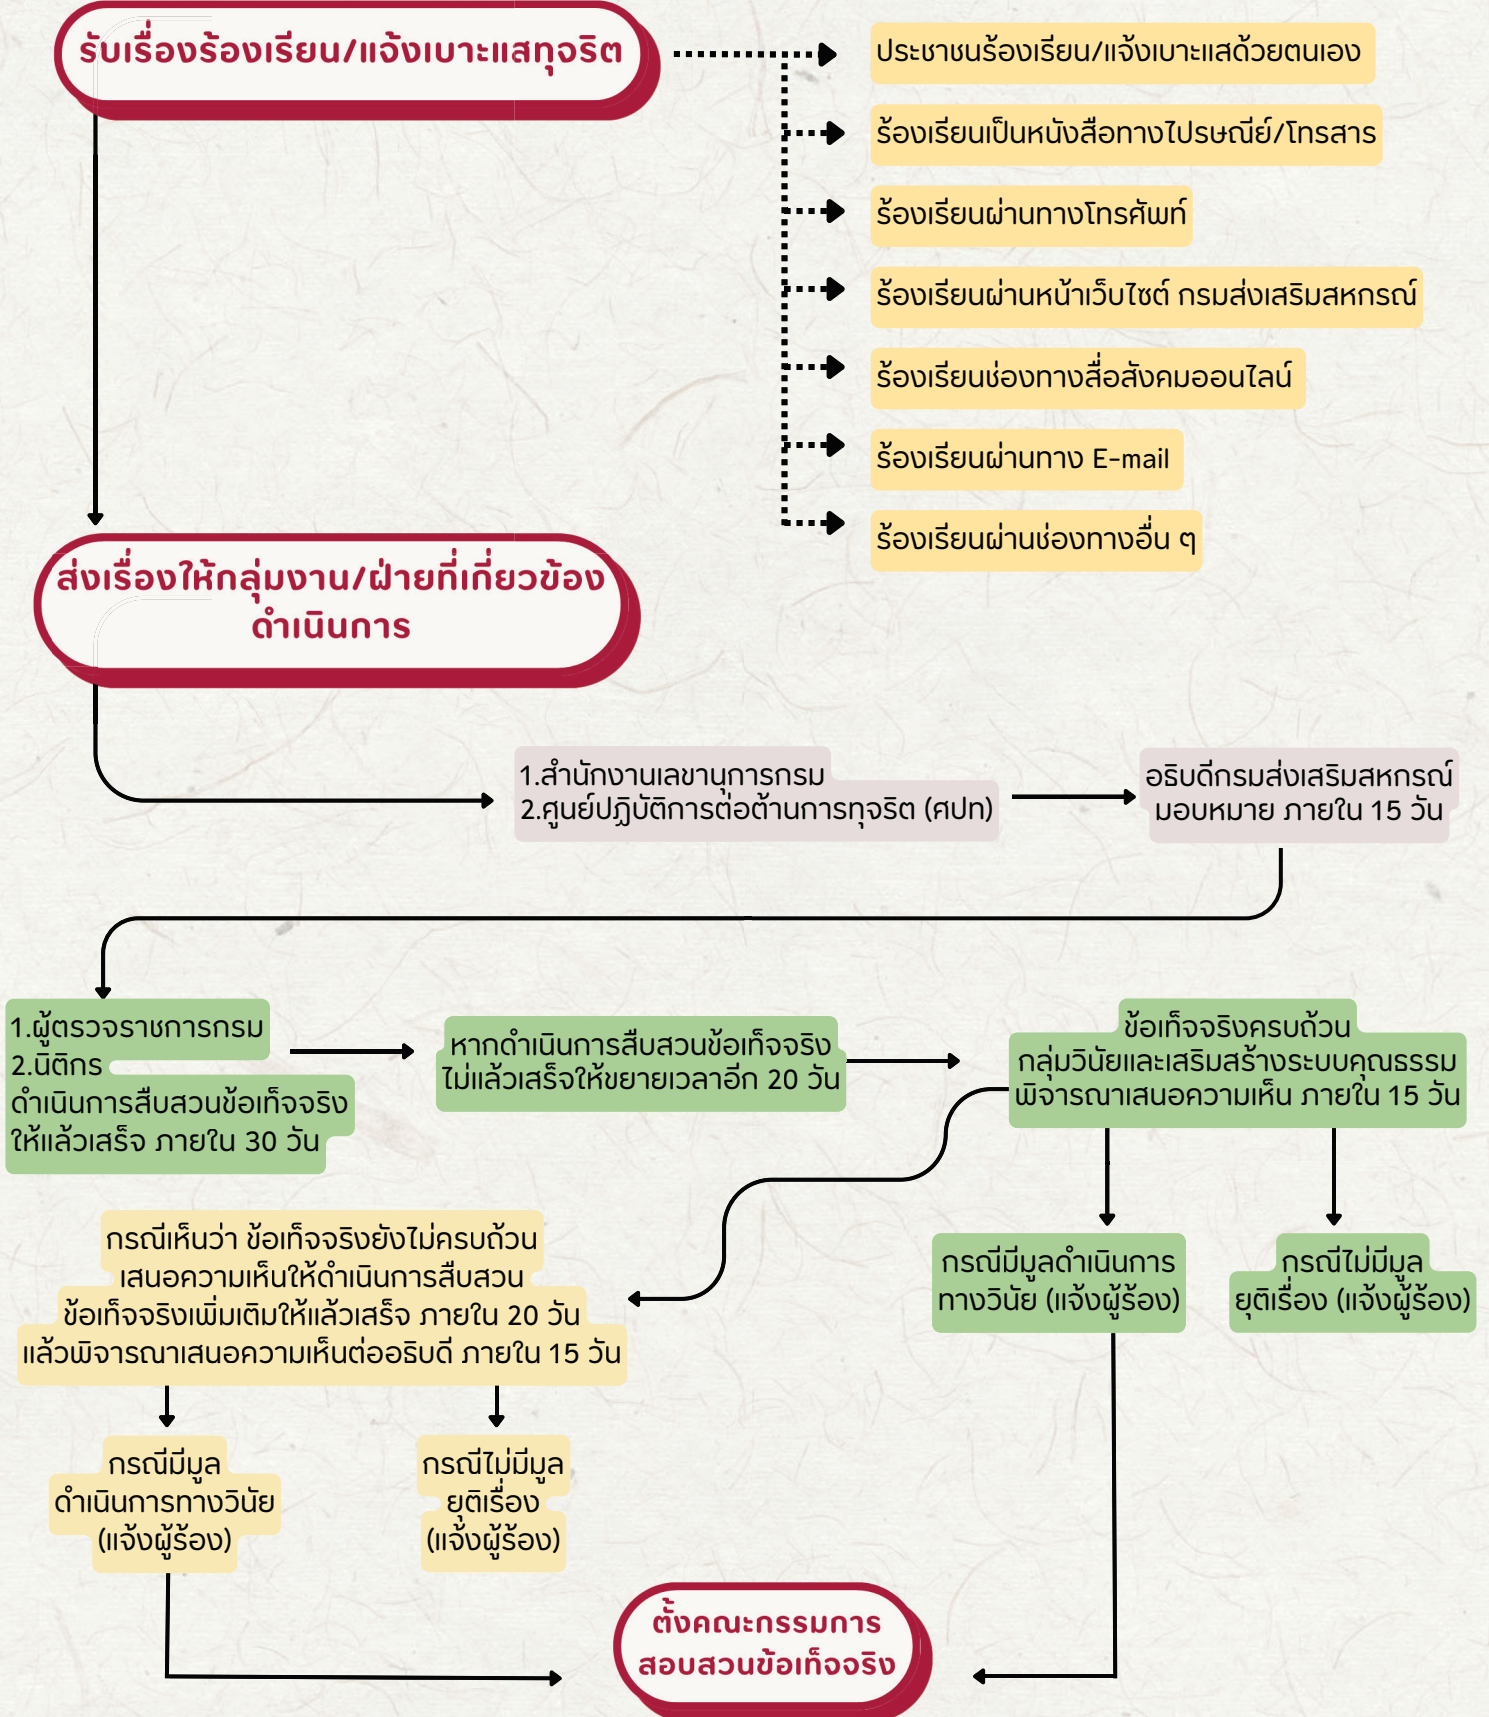 รับเรื่องร้องเรียน/แจ้งเบาะแสทุจริต
ประชาชนร้องเรียน/แจ้งเบาะแสด้วยตนเอง
ร้องเรียนเป็นหนังสือทางไปรษณีย์/โทรสาร
ร้องเรียนผ่านทางโทรศัพท์
ร้องเรียนผ่านหน้าเว็บไซต์ กรมส่งเสริมสหกรณ์
ร้องเรียนช่องทางสื่อสังคมออนไลน์
ร้องเรียนผ่านทาง E-mail
ร้องเรียนผ่านช่องทางอื่น ๆ
ส่งเรื่องให้กลุ่มงาน/ฝ่ายที่เกี่ยวข้อง
ดำเนินการ
1.สำนักงานเลขานุการกรม
2.ศูนย์ปฏิบัติการต่อต้านการทุจริต (ศปท)
อธิบดีกรมส่งเสริมสหกรณ์
มอบหมาย ภายใน 15 วัน
1.ผู้ตรวจราชการกรม
2.นิติกร
ดำเนินการสืบสวนข้อเท็จจริง
ให้แล้วเสร็จ ภายใน 30 วัน
หากดำเนินการสืบสวนข้อเท็จจริง
ไม่แล้วเสร็จให้ขยายเวลาอีก 20 วัน
ข้อเท็จจริงครบถ้วน
กลุ่มวินัยและเสริมสร้างระบบคุณธรรม
พิจารณาเสนอความเห็น ภายใน 15 วัน
กรณีเห็นว่า ข้อเท็จจริงยังไม่ครบถ้วน
เสนอความเห็นให้ดำเนินการสืบสวน
ข้อเท็จจริงเพิ่มเติมให้แล้วเสร็จ ภายใน 20 วัน
แล้วพิจารณาเสนอความเห็นต่ออธิบดี ภายใน 15 วัน
กรณีมีมูลดำเนินการ
ทางวินัย (แจ้งผู้ร้อง)
กรณีไม่มีมูล
ยุติเรื่อง (แจ้งผู้ร้อง)
กรณีมีมูล
ดำเนินการทางวินัย
(แจ้งผู้ร้อง)
กรณีไม่มีมูล
ยุติเรื่อง
(แจ้งผู้ร้อง)
ตั้งคณะกรรมการ
สอบสวนข้อเท็จจริง